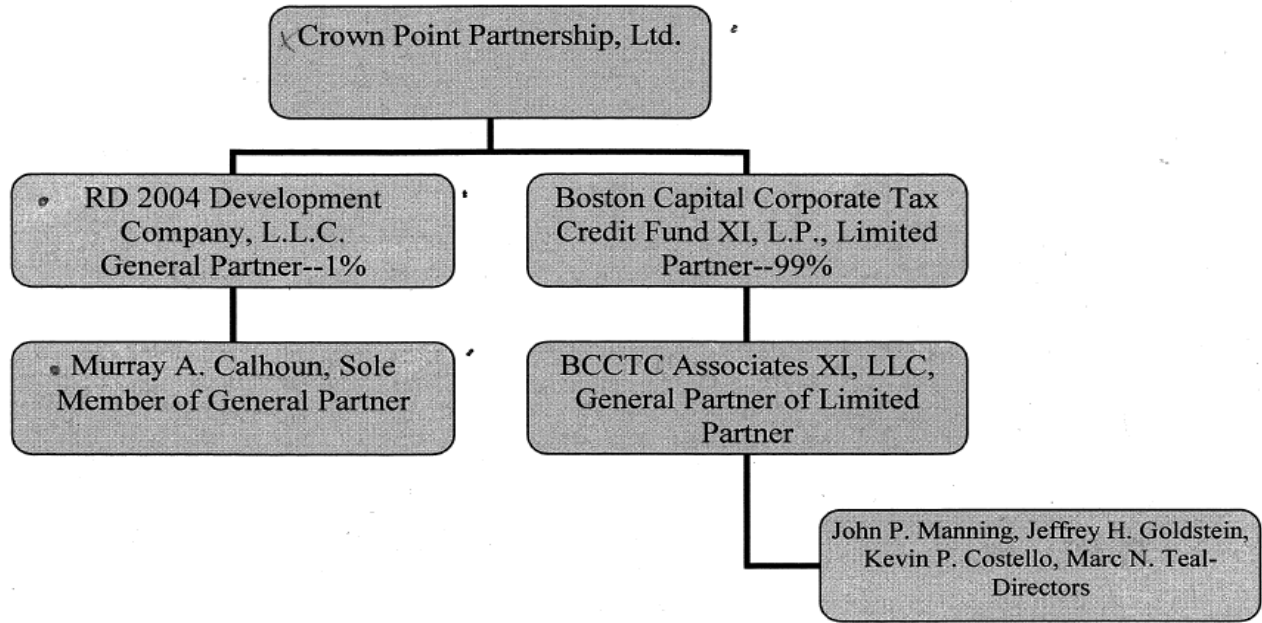 Crown Point Partnership, Ltd.
RD 2004 Development
Company, L.L.C.
General Partner--1%
Boston Capital Corporate Tax
Credit Fund XI, L.P., Limited
Partner--99%
Murray A. Calhoun, Sole
Member of General Partner
BCCTC Associates XI, LLC,
General Partner of Limited
Partner
John P. Manning, Jeffrey H. Goldstein,
Kevin P. Costello, Marc N. Teal-
Directors